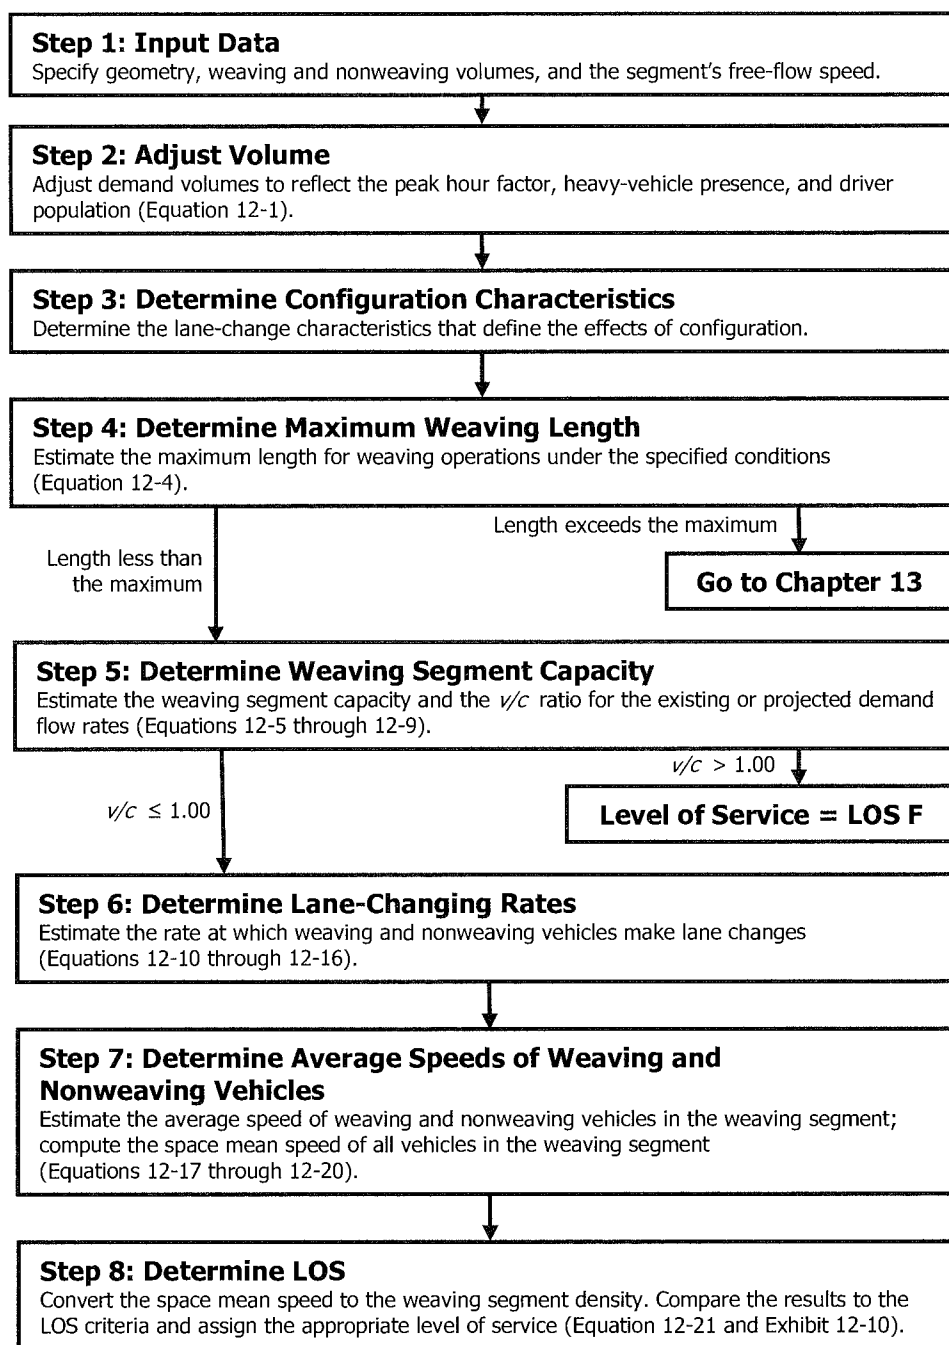 Step 1: Input Data
Specify geometry, weaving and nonweaving volumes, and the segment's free-flow speed.
Step 2: Adjust Volume
Adjust demand volumes to reflect the peak hour factor, heavy-vehicle presence, and driver
population (Equation 12-1).
Step 3: Determine Configuration Characteristics
Determine the lane-change characteristics that define the effects of configuration.
Step 4: Determine Maximum Weaving Length
Estimate the maximum length for weaving operations under the specified conditions
(Equation 12-4).
Length exceeds the maximum
Length less than
the maximum
Go to Chapter 13
Step 5: Determine Weaving Segment Capacity
Estimate the weaving segment capacity and the v/c ratio for the existing or projected demand
flow rates (Equations 12-5 through 12-9).
v/c > 1.00
v/c ≤ 1.00
Level of Service = LOS F
Step 6: Determine Lane-Changing Rates
Estimate the rate at which weaving and nonweaving vehicles make lane changes
(Equations 12-10 through 12-16).
Step 7: Determine Average Speeds of Weaving and
Nonweaving Vehicles
Estimate the average speed of weaving and nonweaving vehicles in the weaving segment;
compute the space mean speed of all vehicles in the weaving segment
(Equations 12-17 through 12-20).
Step 8: Determine LOS
Convert the space mean speed to the weaving segment density. Compare the results to the
LOS criteria and assign the appropriate level of service (Equation 12-21 and Exhibit 12-10).